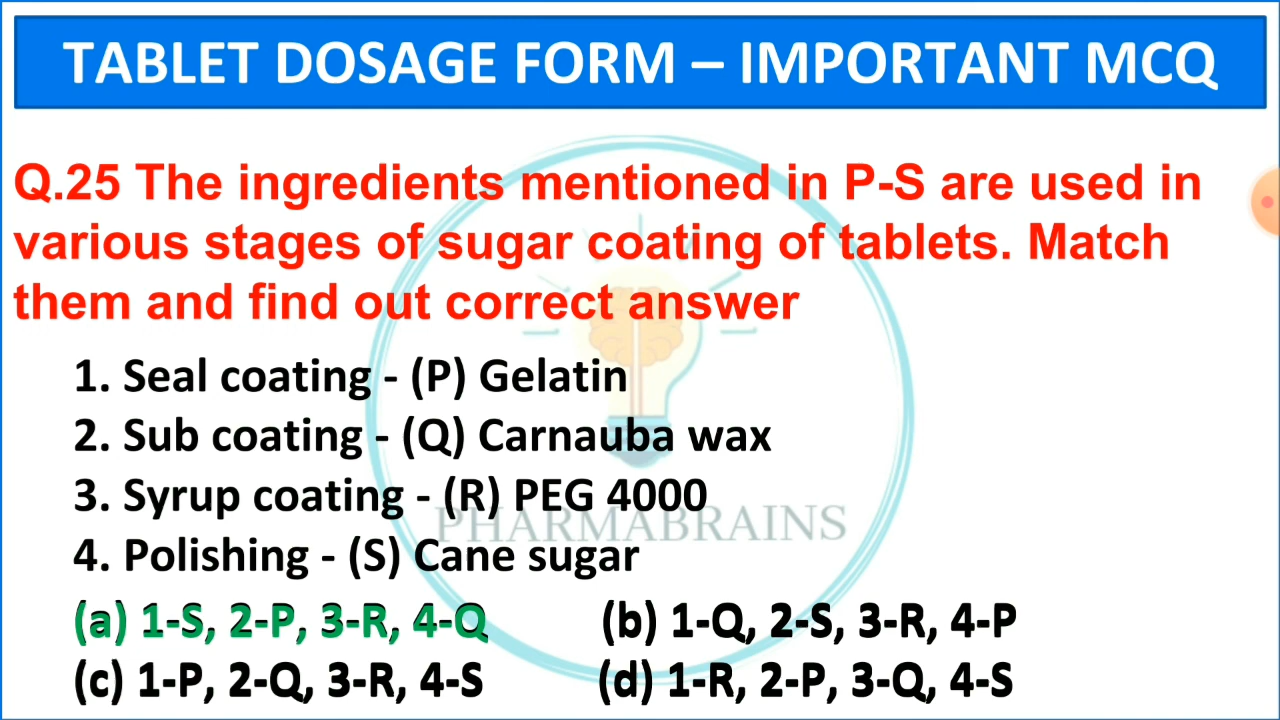 TABLET DOSAGE FORM – IMPORTANT MCQ
Q.25 The ingredients mentioned in P-S are used in
various stages of sugar coating of tablets. Match
them and find out correct answer
1. Seal coating - (P) Gelatin
2. Sub coating - (Q) Carnauba wax
3. Syrup coating - (R) PEG 4000
PHARMABRAINS
4. Polishing - (S) Cane sugar
(a) 1-S, 2-P, 3-R, 4-Q (b) 1-Q, 2-S, 3-R, 4-P
(c) 1-P, 2-Q, 3-R, 4-S (d) 1-R, 2-P, 3-Q, 4-S